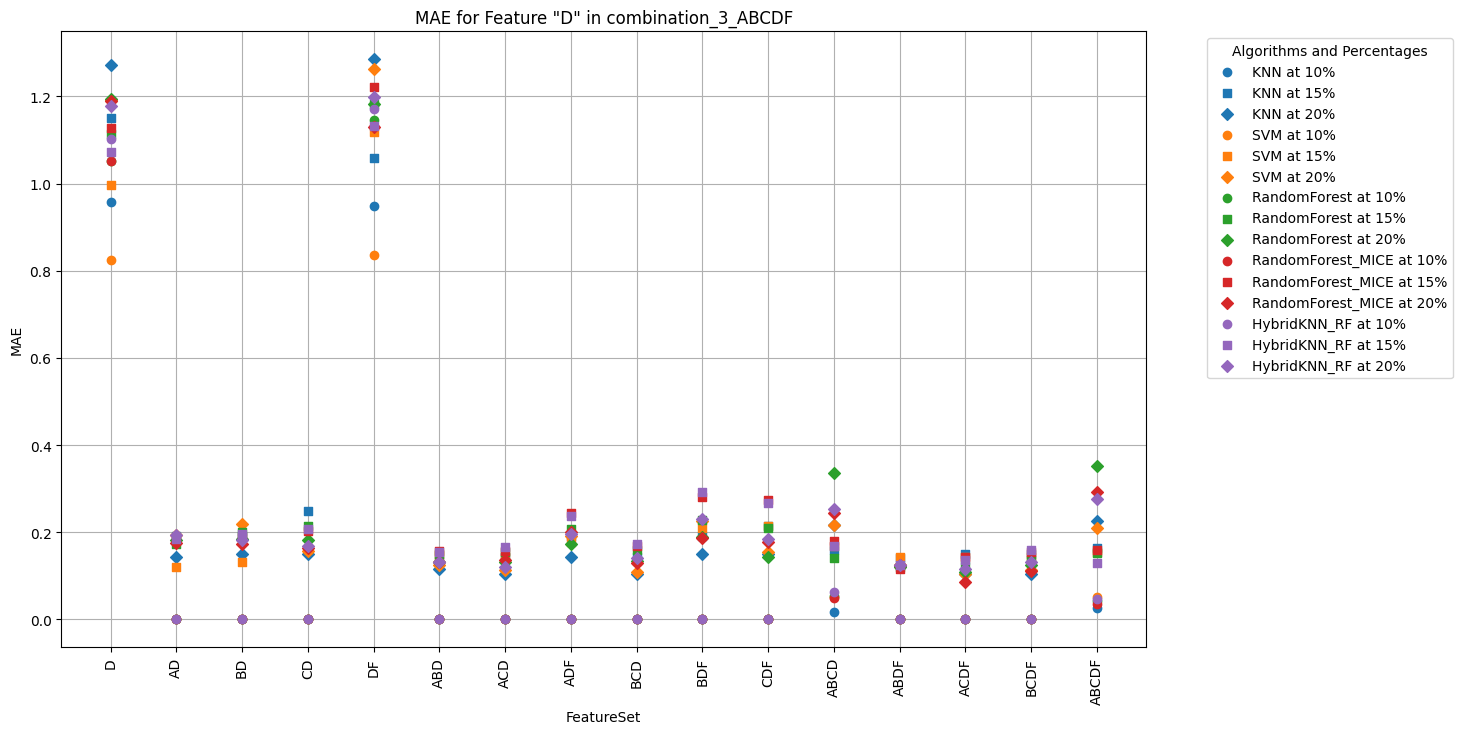 MAE for Feature "D" in combination_3_ABCDF
Algorithms and Percentages
KNN at 10%
KNN at 15%
KNN at 20%
SVM at 10%
SVM at 15%
SVM at 20%
RandomForest at 10%
RandomForest at 15%
RandomForest at 20%
RandomForest_MICE at 10%
RandomForest_MICE at 15%
RandomForest_MICE at 20%
HybridKNN_RF at 10%
HybridKNN_RF at 15%
HybridKNN_RF at 20%
MAE
1.2
1.0
0.8
0.6
0.4
0.2
0.0
D
AD
BD
CD
DF
ABD
ACD
ADF
BCD
BDF
CDF
ABCD
ABDF
ACDF
BCDF
ABCDF
FeatureSet